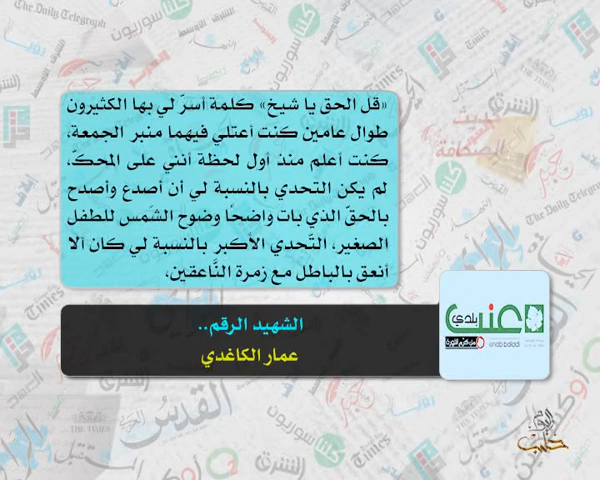 «قل الحق يا شيخ» كلمة أسرّ لي بها الكثيرون
طوال عامين كنت أعتلي فيهما منبر الجمعة،
كنت أعلم منذ أول لحظة أنني على المحكّ،
لم يكن التحدي بالنسبة لي أن أصدع وأصدح
بالحقّ الذي بات واضحًا وضوح الشَمس للطفل
الصغير، التّحدي الأكبر بالنسبة لي كان ألا
أنعق بالباطل مع زمرة النَّاعقين،
عنب بلدي
enab baladi
الشهيد الرقم..
عمار الكاغدي